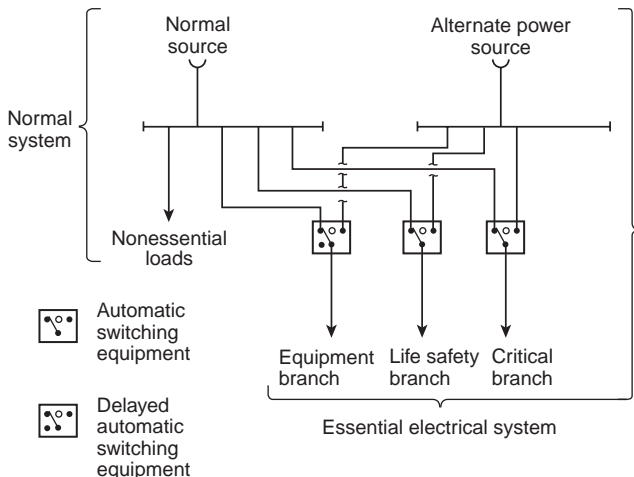 Normal
source
Alternate power
source
Normal
system
Nonessential
loads
Automatic
switching
equipment
Equipment
branch
Life safety
branch
Critical
branch
Essential electrical system
Delayed
automatic
switching
equipment